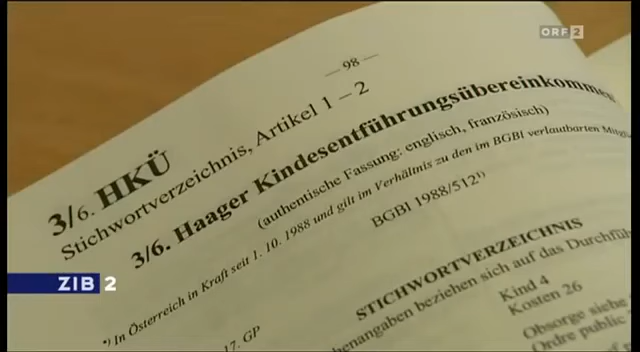 ORF 2
— 98 —
3/6. HKÜ
Stichwortverzeichnis, Artikel 1 – 2
3/6. Haager Kindesentführungsübereinkommen
(authentische Fassung: englisch, französisch)
*) In Österreich in Kraft seit 1. 10. 1988 und gilt im Verhältnis zu den im BGBl verlautbarten
BGBl 1988/512¹⁾
STICHWORTVERZEICHNIS
beziehen sich auf das
Kind 4
Kosten 26
Obsorge siehe
Ordre public
17. GP
ZIB 2